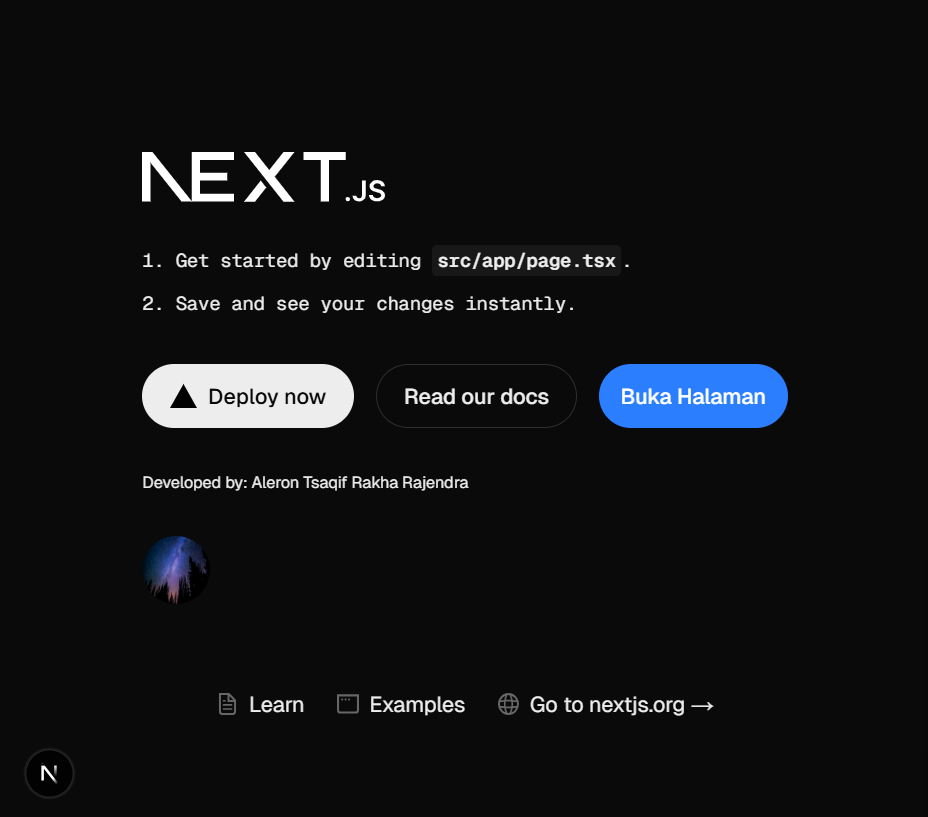 NEXT.JS
1. Get started by editing src/app/page.tsx.
2. Save and see your changes instantly.
Deploy now
Read our docs
Buka Halaman
Developed by: Aleron Tsaqif Rakha Rajendra
Learn
Examples
Go to nextjs.org →
N